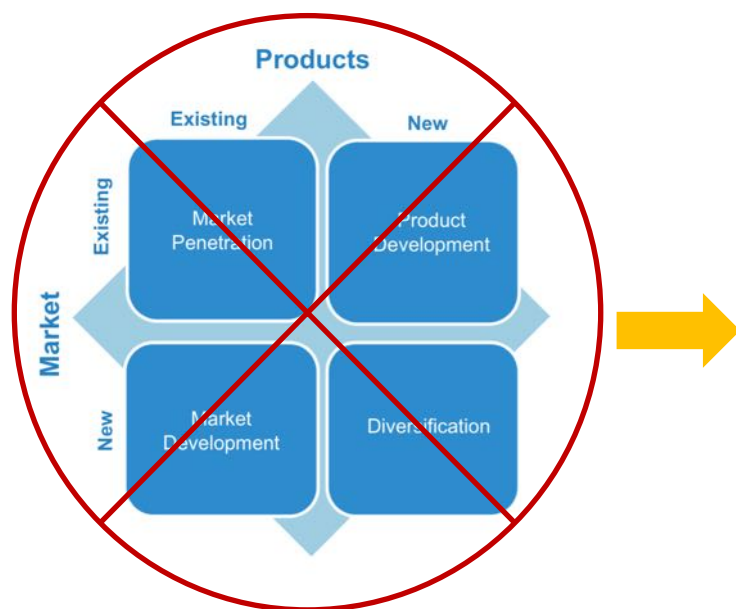 Products
Existing
New
Existing
Market
Penetration
Product
Development
Market
New
Market
Development
Diversification